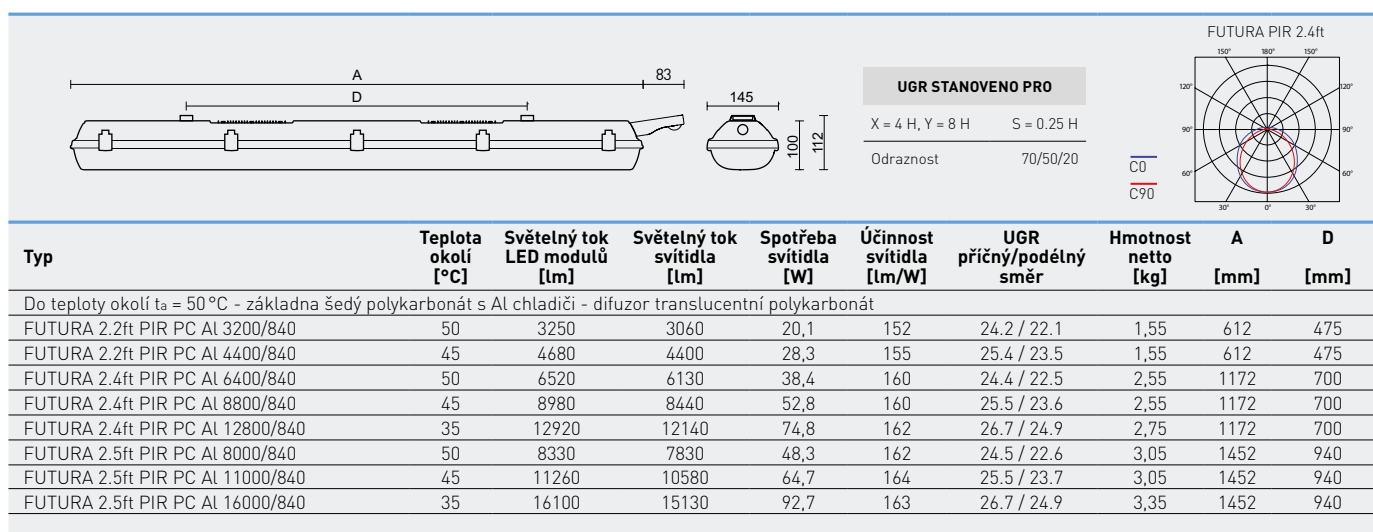 FUTURA PIR 2.4ft
150° 180° 150°
120° 120°
90° 90°
60° 60°
30° 0° 30°
C0
C90
A
83
D
145
100
112
UGR STANOVENO PRO
X = 4 H, Y = 8 H S = 0.25 H
Odraznost 70/50/20
Typ Teplota okolí [°C] Světelný tok LED modulů [lm] Světelný tok svítidla [lm] Spotřeba svítidla [W] Účinnost svítidla [lm/W] UGR příčný/podélný směr Hmotnost netto [kg] A [mm] D [mm]
Do teploty okolí ta = 50 °C - základna šedý polykarbonát s Al chladiči - difuzor translucentní polykarbonát
FUTURA 2.2ft PIR PC Al 3200/840 50 3250 3060 20,1 152 24.2 / 22.1 1,55 612 475
FUTURA 2.2ft PIR PC Al 4400/840 45 4680 4400 28,3 155 25.4 / 23.5 1,55 612 475
FUTURA 2.4ft PIR PC Al 6400/840 50 6520 6130 38,4 160 24.4 / 22.5 2,55 1172 700
FUTURA 2.4ft PIR PC Al 8800/840 45 8980 8440 52,8 160 25.5 / 23.6 2,55 1172 700
FUTURA 2.4ft PIR PC Al 12800/840 35 12920 12140 74,8 162 26.7 / 24.9 2,75 1172 700
FUTURA 2.5ft PIR PC Al 8000/840 50 8330 7830 48,3 162 24.5 / 22.6 3,05 1452 940
FUTURA 2.5ft PIR PC Al 11000/840 45 11260 10580 64,7 164 25.5 / 23.7 3,05 1452 940
FUTURA 2.5ft PIR PC Al 16000/840 35 16100 15130 92,7 163 26.7 / 24.9 3,35 1452 940